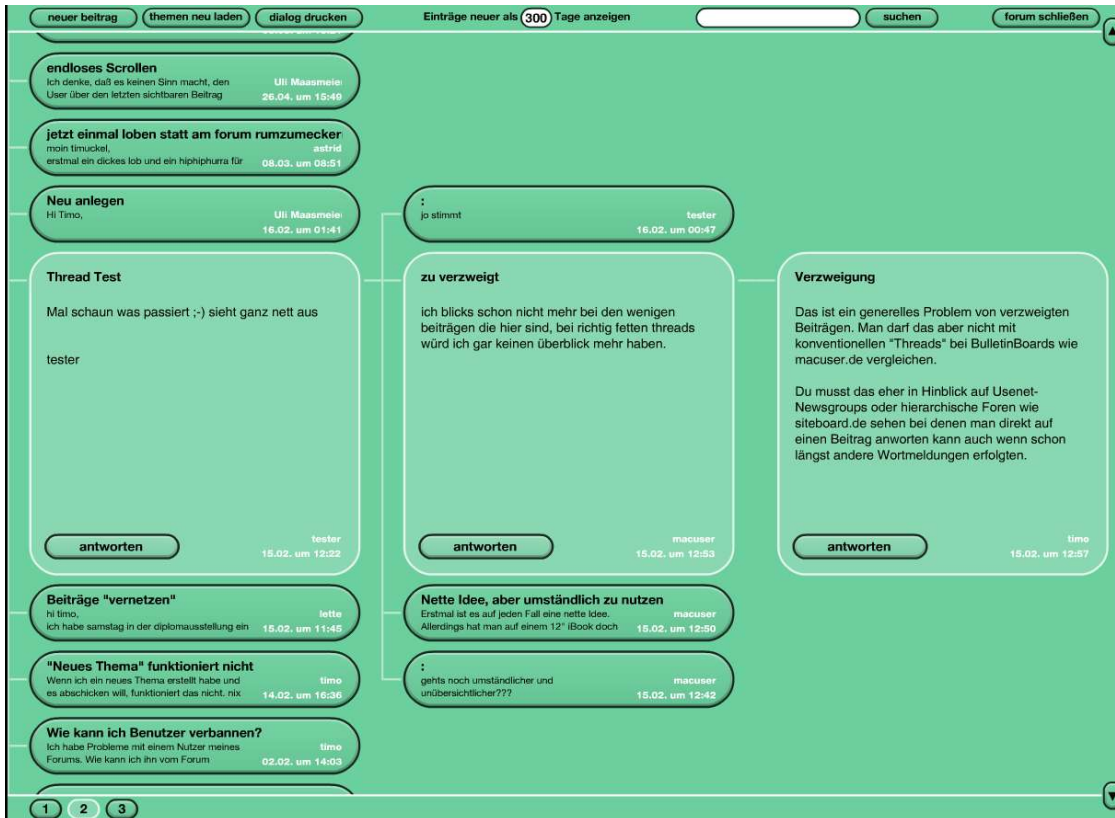 neuer beitrag
themen neu laden
dialog drucken
Einträge neuer als 300 Tage anzeigen
suchen
forum schließen
endloses Scrollen
Ich denke, daß es keinen Sinn macht, den
User über den letzten sichtbaren Beitrag
Uli Maasmeie
26.04. um 15:49
jetzt einmal loben statt am forum rumzumecker
moin timuckel,
erstmal ein dickes lob und ein hiphiphurra für
astrid
08.03. um 08:51
Neu anlegen
Hi Timo,
Uli Maasmeie
16.02. um 01:41
:
jo stimmt
tester
16.02. um 00:47
Thread Test
Mal schaun was passiert ;-) sieht ganz nett aus
tester
antworten
tester
15.02. um 12:22
zu verzweigt
ich blicks schon nicht mehr bei den wenigen
beiträgen die hier sind, bei richtig fetten threads
würd ich gar keinen überblick mehr haben.
antworten
macuser
15.02. um 12:53
Verzweigung
Das ist ein generelles Problem von verzweigten
Beiträgen. Man darf das aber nicht mit
konventionellen "Threads" bei BulletinBoards wie
macuser.de vergleichen.
Du musst das eher in Hinblick auf Usenet-
Newsgroups oder hierarchische Foren wie
siteboard.de sehen bei denen man direkt auf
einen Beitrag anworten kann auch wenn schon
längst andere Wortmeldungen erfolgten.
antworten
timo
15.02. um 12:57
Beiträge "vernetzen"
hi timo,
ich habe samstag in der diplomausstellung ein
lette
15.02. um 11:45
Nette Idee, aber umständlich zu nutzen
Erstmal ist es auf jeden Fall eine nette Idee.
Allerdings hat man auf einem 12" iBook doch
macuser
15.02. um 12:50
"Neues Thema" funktioniert nicht
Wenn ich ein neues Thema erstellt habe und
es abschicken will, funktioniert das nicht. nix
timo
14.02. um 16:36
:
gehts noch umständlicher und
unübersichtlicher???
macuser
15.02. um 12:42
Wie kann ich Benutzer verbannen?
Ich habe Probleme mit einem Nutzer meines
Forums. Wie kann ich ihn vom Forum
timo
02.02. um 14:03
1
2
3